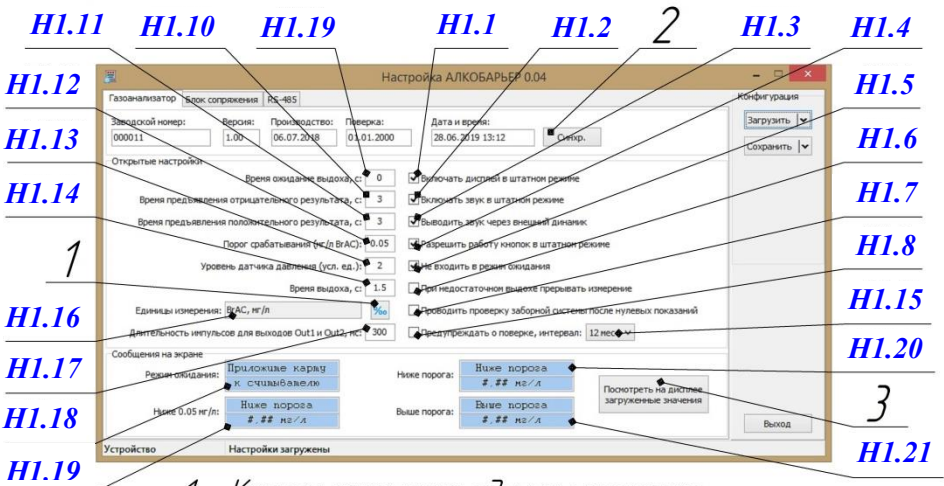 H1.11 H1.10 H1.19 H1.1 H1.2 2 H1.3 H1.4
H1.12
H1.13
H1.14
1
H1.16
H1.17
H1.18
H1.19
Настройка АЛКОБАРЬЕР 0.04
Газоанализатор Блок сопряжения RS-485
Заводской номер: Версия: Производство: Поверка: Дата и время:
000011 1.00 06.07.2018 01.01.2000 28.06.2019 13:12 Синхр.
Открытые настройки
Время ожидание выдоха, с: 0 Включать дисплей в штатном режиме
Время предъявления отрицательного результата, с: 3 Включать звук в штатном режиме
Время предъявления положительного результата, с: 3 Выводить звук через внешний динаник
Порог срабатывания (нг/л BrAC): 0.05 Разрешить работу кнопок в штатном режиме
Уровень датчика давления (усл. ед.): 2 Не входить в режим ожидания
Время выдоха, с: 1.5 При недостаточном выдохе прерывать измерение
Единицы измерения: BrAC, нг/л ‰ Проводить проверку заборной системы после нулевых показаний
Длительность импульсов для выходов Out1 и Out2, нс: 300 Предупреждать о поверке, интервал: 12 мес
Сообщения на экране
Режим ожидания: Приложите карту Ниже порога: Ниже порога
к считывателю #.## мг/л
Посмотреть на дисплее
загруженные значения
Ниже 0.05 нг/л: Ниже порога Выше порога: Выше порога
#.## мг/л #.## мг/л
Устройство Настройки загружены
Конфигурация
Загрузить
Сохранить
Выход
H1.5
H1.6
H1.7
H1.8
H1.15
H1.20
3
H1.21